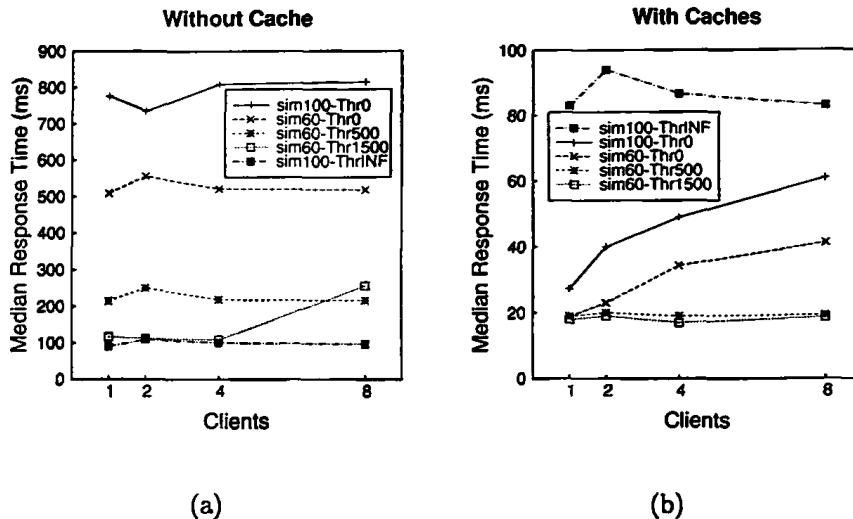 Without Cache
Median Response Time (ms)
900
800
700
600
500
400
300
200
100
0
sim100-Thr0
sim60-Thr0
sim60-Thr500
sim60-Thr1500
sim100-ThrINF
1
2
4
8
Clients
(a)
With Caches
Median Response Time (ms)
100
80
60
40
20
0
sim100-ThrINF
sim100-Thr0
sim60-Thr0
sim60-Thr500
sim60-Thr1500
1
2
4
8
Clients
(b)